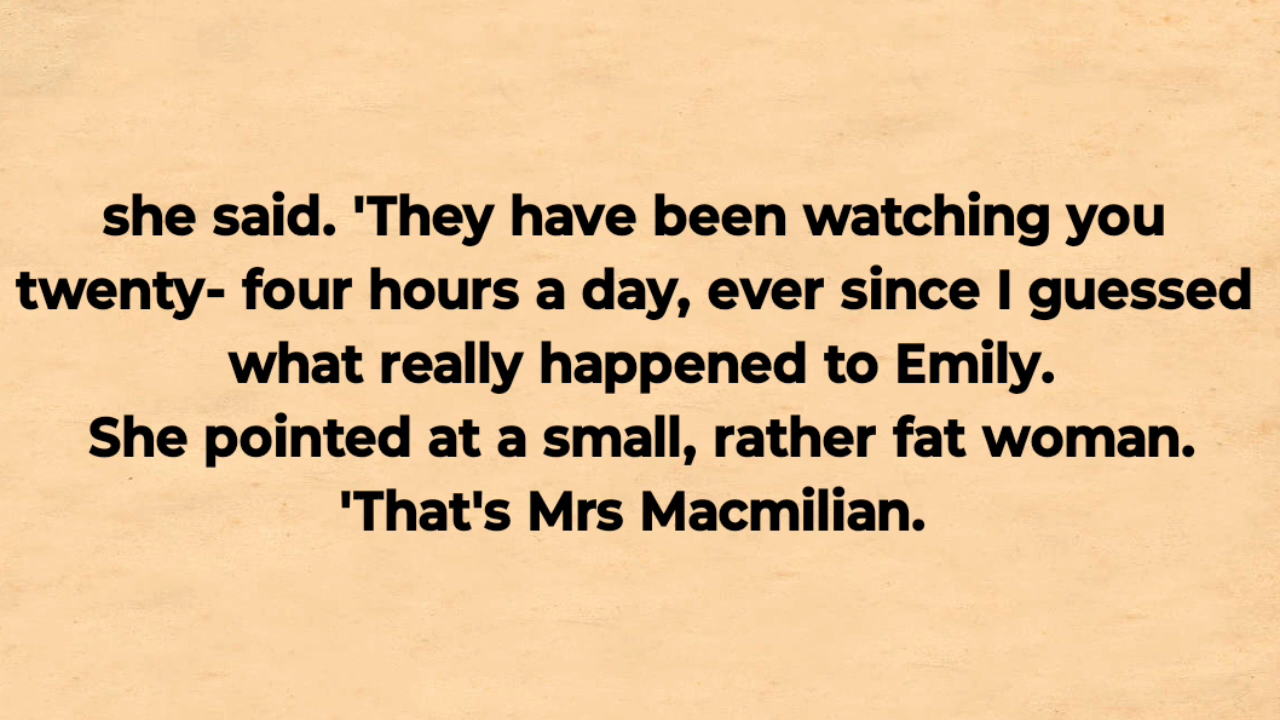 she said. 'They have been watching you
twenty- four hours a day, ever since I guessed
what really happened to Emily.
She pointed at a small, rather fat woman.
'That's Mrs Macmilian.